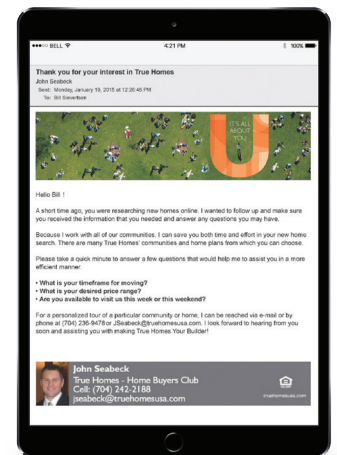 BELL
4:21 PM
100%
Thank you for your interest in True Homes
John Seabeck
Sent: Monday, January 19, 2015 at 12:26:40 PM
To: Bill
IT'S ALL
ABOUT
YOU
Hello Bill !
A short time ago, you were researching new homes online. I wanted to follow up and make sure
you received the information that you needed and answer any questions you may have.
Because I work with all of our communities, I can save you both time and effort in your new home
search. There are many True Homes' communities and home plans from which you can choose.
Please take a quick minute to answer a few questions that would help me to assist you in a more
efficient manner:
• What is your timeframe for moving?
• What is your desired price range?
• Are you available to visit us this week or this weekend?
For a personalized tour of a particular community or home, I can be reached via e-mail or by
phone at (704) 236-9478 or JSeabeck@truehomesusa.com. I look forward to hearing from you
soon and assisting you with making True Homes Your Builder!
John Seabeck
True Homes - Home Buyers Club
Cell: (704) 242-2188
jseabeck@truehomesusa.com
truehomesusa.com